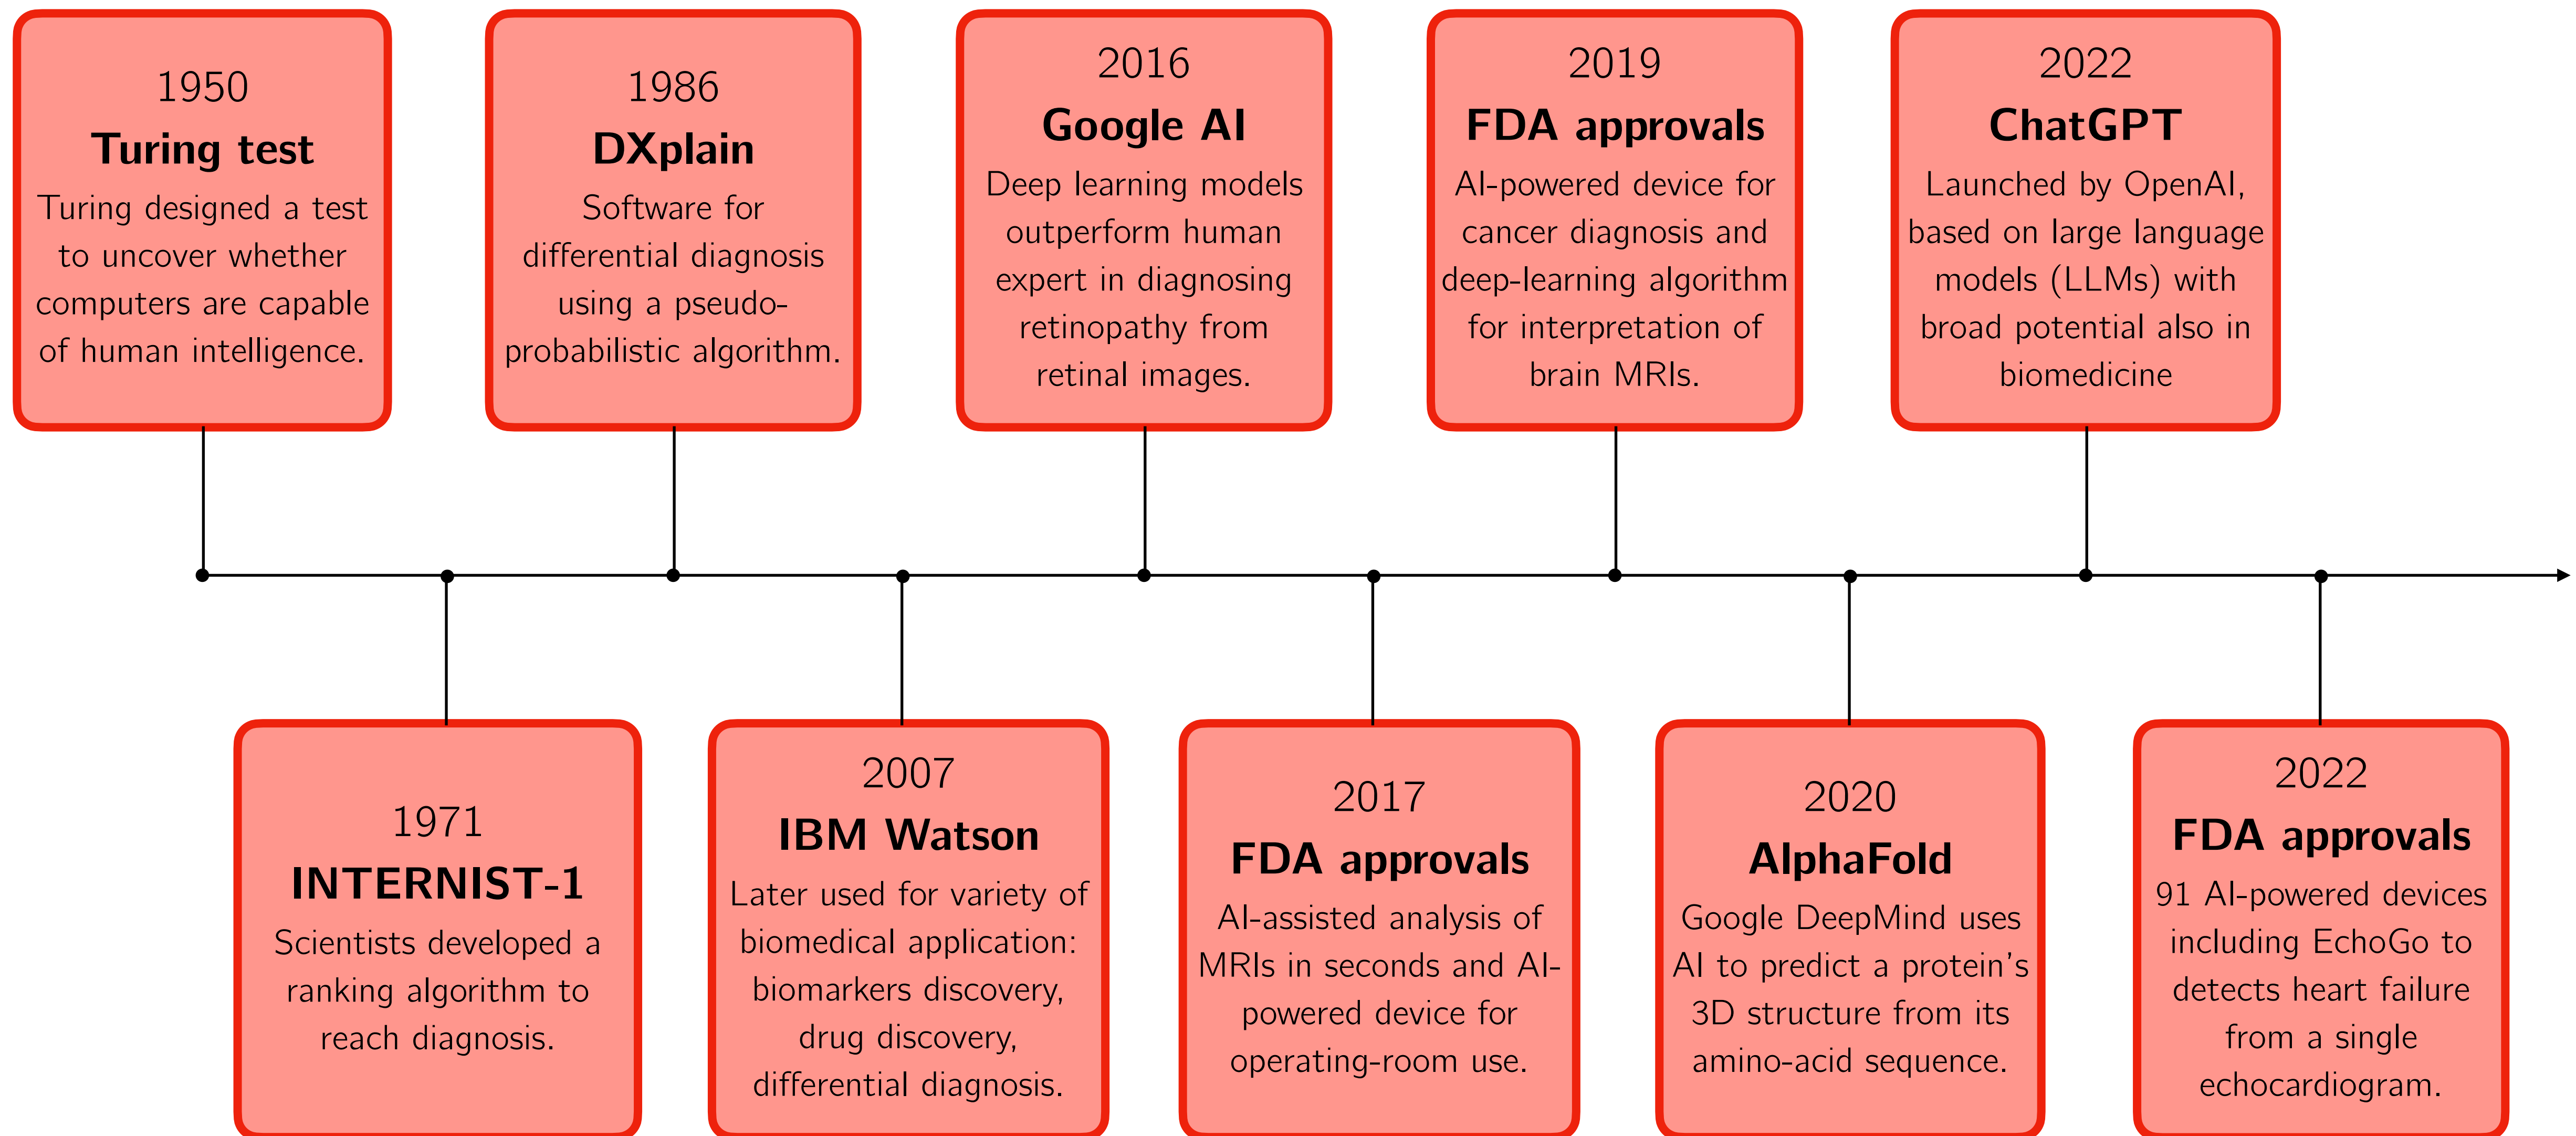 1950
Turing test
Turing designed a test
to uncover whether
computers are capable
of human intelligence.
1986
DXplain
Software for
differential diagnosis
using a pseudo-
probabilistic algorithm.
2016
Google AI
Deep learning models
outperform human
expert in diagnosing
retinopathy from
retinal images.
2019
FDA approvals
AI-powered device for
cancer diagnosis and
deep-learning algorithm
for interpretation of
brain MRIs.
2022
ChatGPT
Launched by OpenAI,
based on large language
models (LLMs) with
broad potential also in
biomedicine
1971
INTERNIST-1
Scientists developed a
ranking algorithm to
reach diagnosis.
2007
IBM Watson
Later used for variety of
biomedical application:
biomarkers discovery,
drug discovery,
differential diagnosis.
2017
FDA approvals
AI-assisted analysis of
MRIs in seconds and AI-
powered device for
operating-room use.
2020
AlphaFold
Google DeepMind uses
AI to predict a protein's
3D structure from its
amino-acid sequence.
2022
FDA approvals
91 AI-powered devices
including EchoGo to
detects heart failure
from a single
echocardiogram.